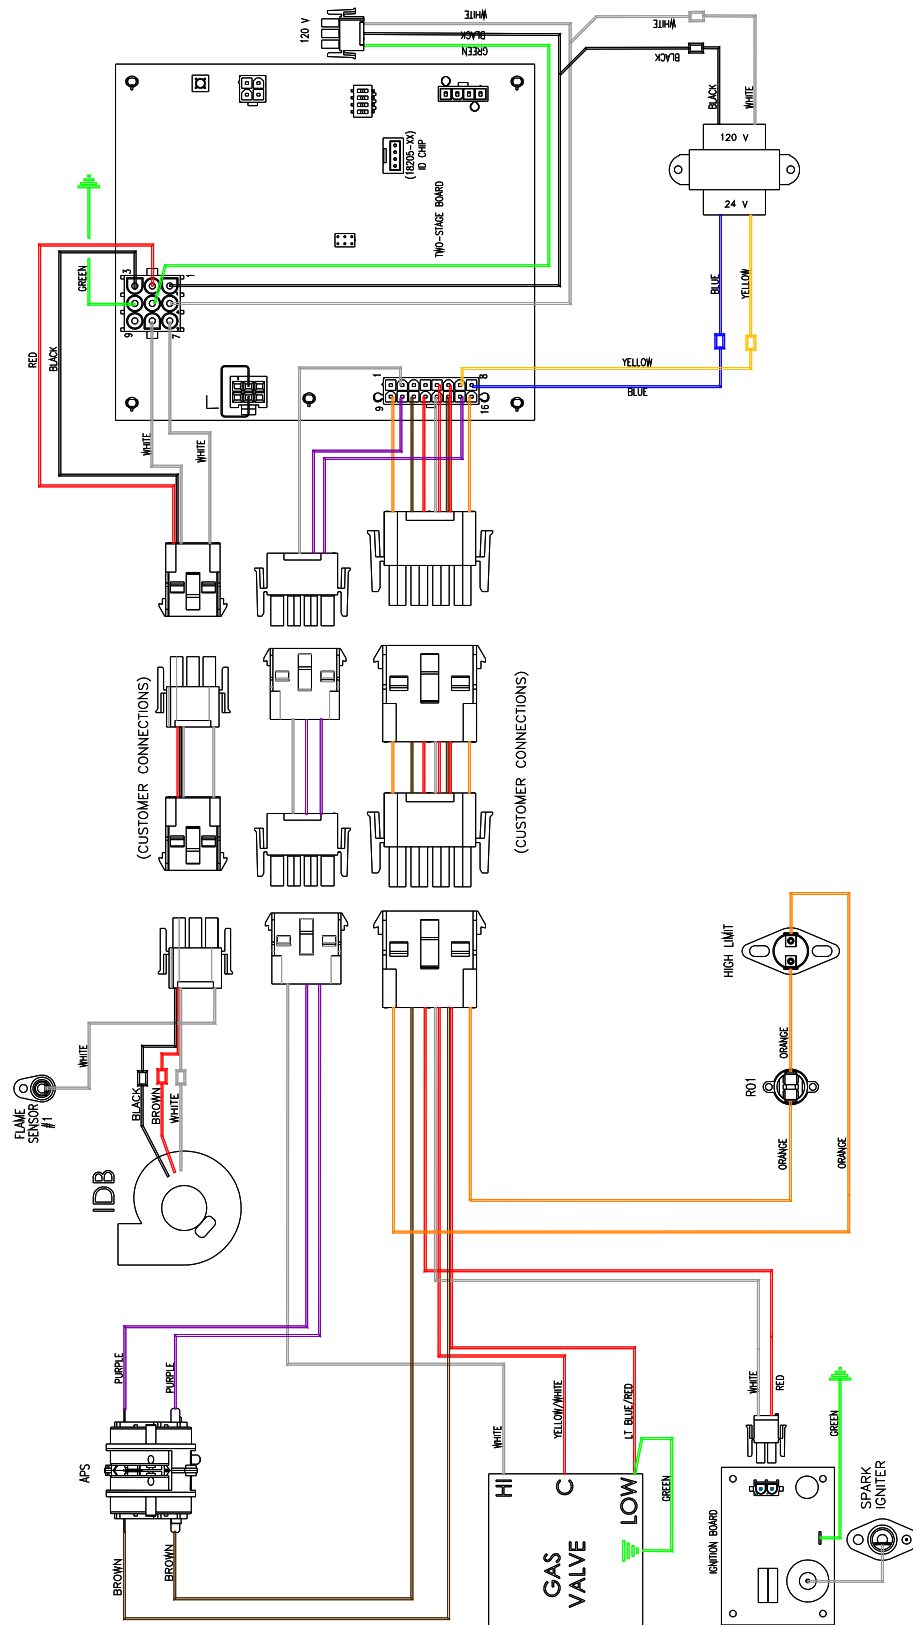 WHITE
BLACK
GREEN
120 V
WHITE
BLACK
BLACK
WHITE
120 V
24 V
(18205-XX)
ID CHIP
TWO-STAGE BOARD
GREEN
3
1
9
7
RED
BLACK
BLUE
YELLOW
YELLOW
BLUE
1
8
9
16
WHITE
WHITE
(CUSTOMER CONNECTIONS)
(CUSTOMER CONNECTIONS)
HIGH LIMIT
WHITE
FLAME
SENSOR
#1
BLACK
BROWN
WHITE
IDB
ORANGE
RO1
ORANGE
ORANGE
PURPLE
PURPLE
WHITE
YELLOW/WHITE
LT BLUE/RED
WHITE
RED
APS
GREEN
GREEN
HI
C
LOW
GAS
VALVE
IGNITION BOARD
SPARK
IGNITER
BROWN
BROWN